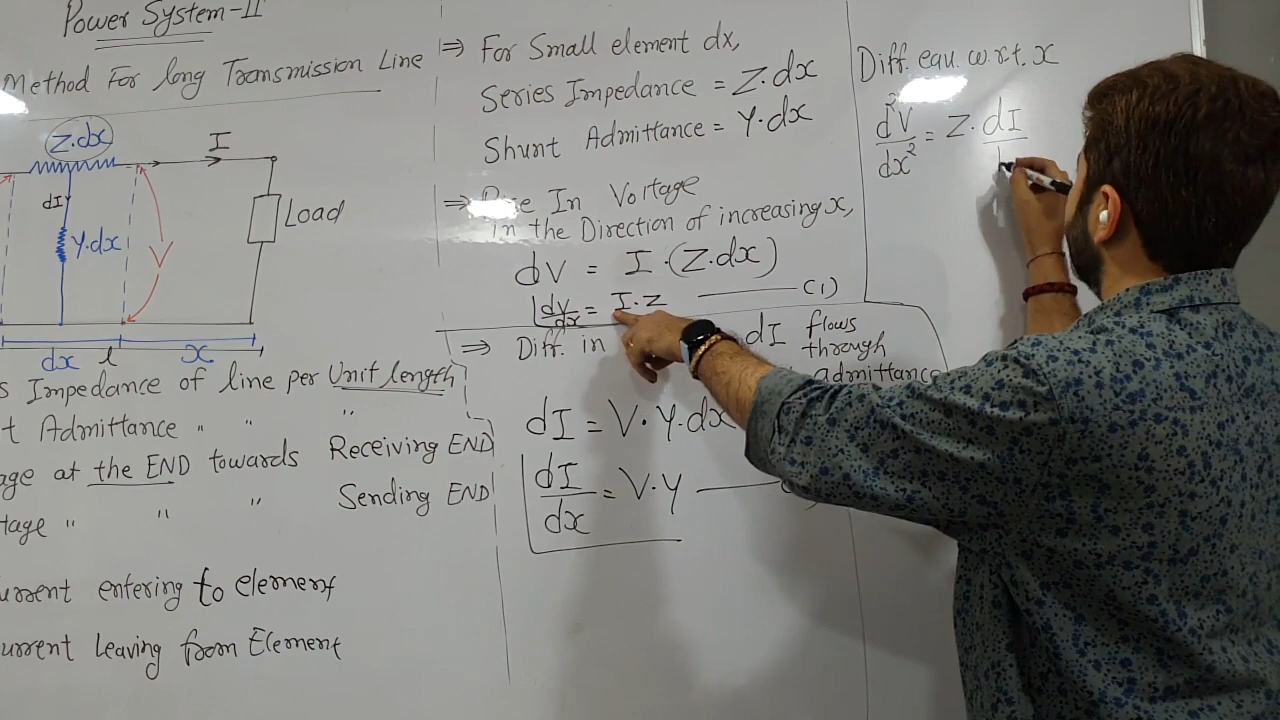 Power System-II
Method For long Transmission Line
Z.dx
I
dI
Y.dx
V
Load
dx
l
x
s Impedance of line per Unit length
t Admittance " " "
age at the END towards Receiving END
tage " " " Sending END
urrent entering to element
urrent Leaving from Element
⇒ For Small element dx,
Series Impedance = Z.dx
Shunt Admittance = Y.dx
⇒ In Voltage
in the Direction of increasing x,
dV = I.(Z.dx)
dv/dx = I.Z —— (1)
⇒ Diff. in dI flows
through
admittance
dI = V.Y.dx
dI/dx = V.Y ——
Diff. equ. w.r.t. x
d²V/dx² = Z. dI